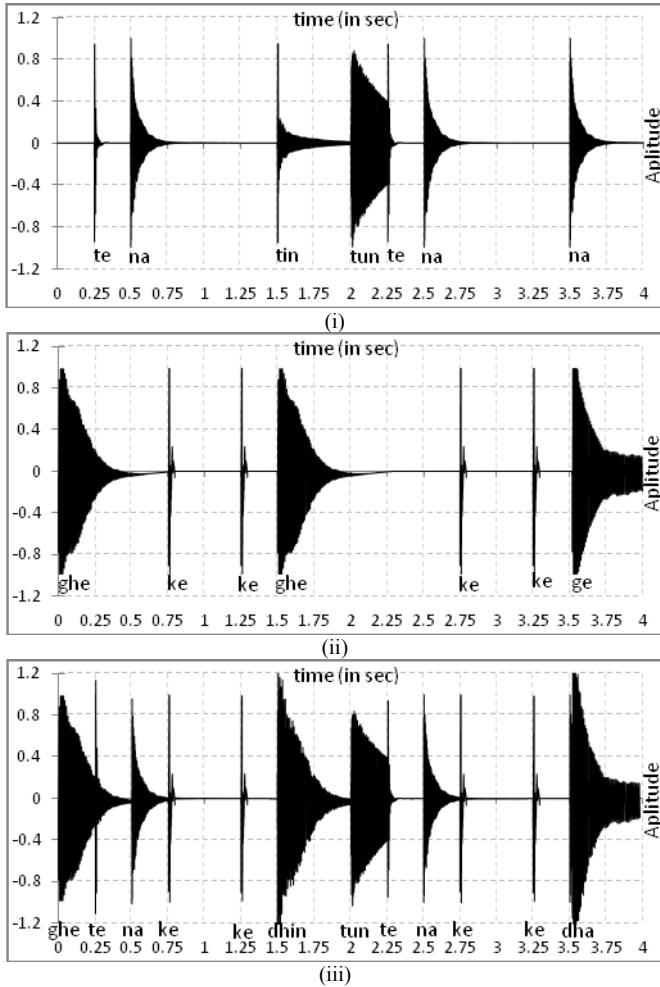 time (in sec)
1.2
0.8
0.4
0
-0.4
-0.8
-1.2
Aplitude
te na tin tun te na na
0 0.25 0.5 0.75 1 1.25 1.5 1.75 2 2.25 2.5 2.75 3 3.25 3.5 3.75 4
(i)
time (in sec)
1.2
0.8
0.4
0
-0.4
-0.8
-1.2
Aplitude
ghe ke ke ghe ke ke ge
0 0.25 0.5 0.75 1 1.25 1.5 1.75 2 2.25 2.5 2.75 3 3.25 3.5 3.75 4
(ii)
time (in sec)
1.2
0.8
0.4
0
-0.4
-0.8
-1.2
Aplitude
ghe te na ke ke dhin tun te na ke ke dha
0 0.25 0.5 0.75 1 1.25 1.5 1.75 2 2.25 2.5 2.75 3 3.25 3.5 3.75 4
(iii)